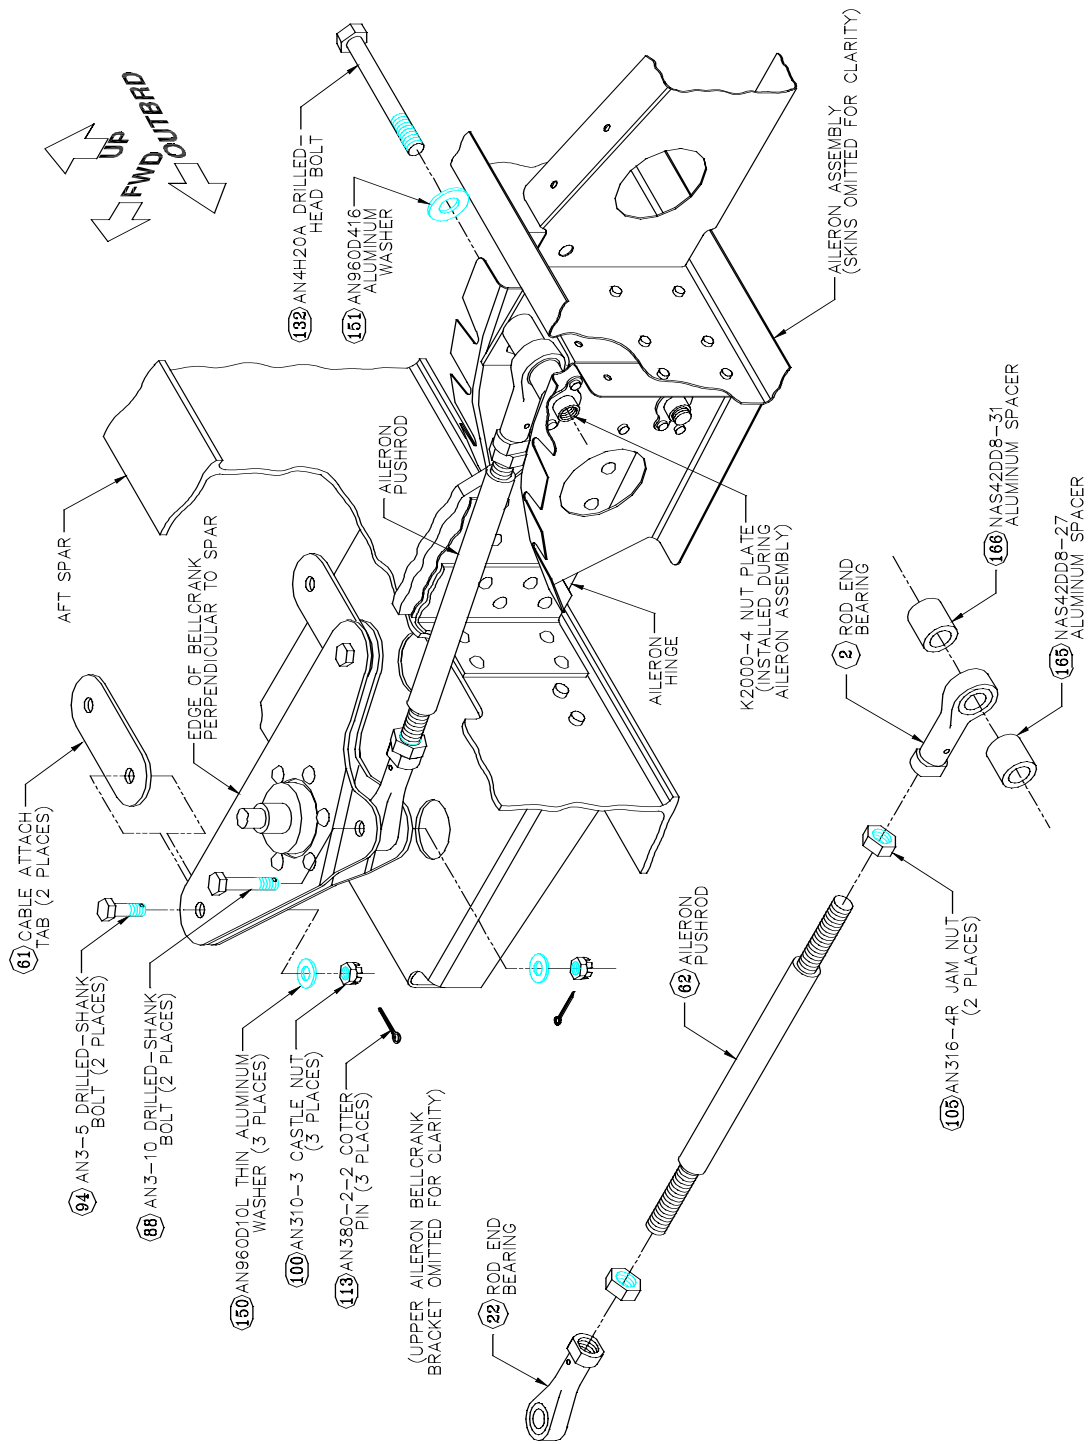 UP
FWD
OUTBRD
132 AN4H20A DRILLED-
HEAD BOLT
151 AN960D416
ALUMINUM
WASHER
AILERON ASSEMBLY
(SKINS OMITTED FOR CLARITY)
AFT SPAR
AILERON
PUSHROD
EDGE OF BELLCRANK
PERPENDICULAR TO SPAR
61 CABLE ATTACH
TAB (2 PLACES)
94 AN3-5 DRILLED-SHANK
BOLT (2 PLACES)
88 AN3-10 DRILLED-SHANK
BOLT (2 PLACES)
150 AN960D10L THIN ALUMINUM
WASHER (3 PLACES)
100 AN310-3 CASTLE NUT
(3 PLACES)
113 AN380-2-2 COTTER
PIN (3 PLACES)
(UPPER AILERON BELLCRANK
BRACKET OMITTED FOR CLARITY)
AILERON
HINGE
K2000-4 NUT PLATE
(INSTALLED DURING
AILERON ASSEMBLY)
22 ROD END
BEARING
62 AILERON
PUSHROD
2 ROD END
BEARING
105 AN316-4R JAM NUT
(2 PLACES)
166 NAS42DD8-31
ALUMINUM SPACER
165 NAS42DD8-27
ALUMINUM SPACER